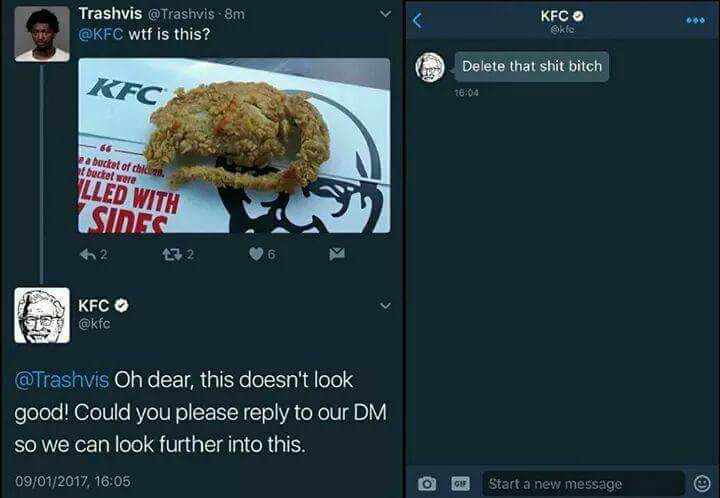 Trashvis @Trashvis · 8m
@KFC wtf is this?
KFC
“
a bucket of chicken.
bucket were
ILLED WITH
SIDES
2 2 6
KFC
@kfc
@Trashvis Oh dear, this doesn't look
good! Could you please reply to our DM
so we can look further into this.
09/01/2017, 16:05
KFC
@kfc
Delete that shit bitch
16:04
GIF Start a new message